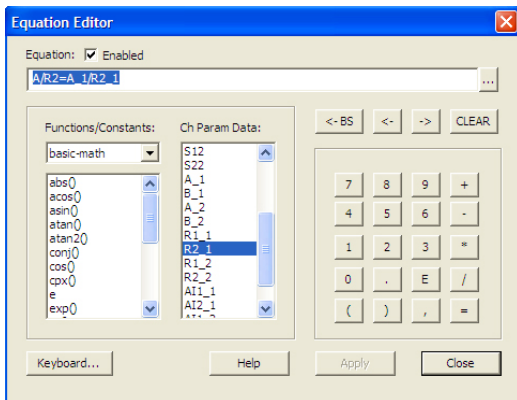 Equation Editor
Equation: Enabled
A/R2=A_1/R2_1
...
Functions/Constants:
basic-math
abs()
acos()
asin()
atan()
atan2()
conj()
cos()
cpx()
e
exp()
Ch Param Data:
S12
S22
A_1
B_1
A_2
B_2
R1_1
R2_1
R1_2
R2_2
AI1_1
AI2_1
<-BS <- -> CLEAR
7 8 9 +
4 5 6 -
1 2 3 *
0 . E /
( ) , =
Keyboard... Help Apply Close